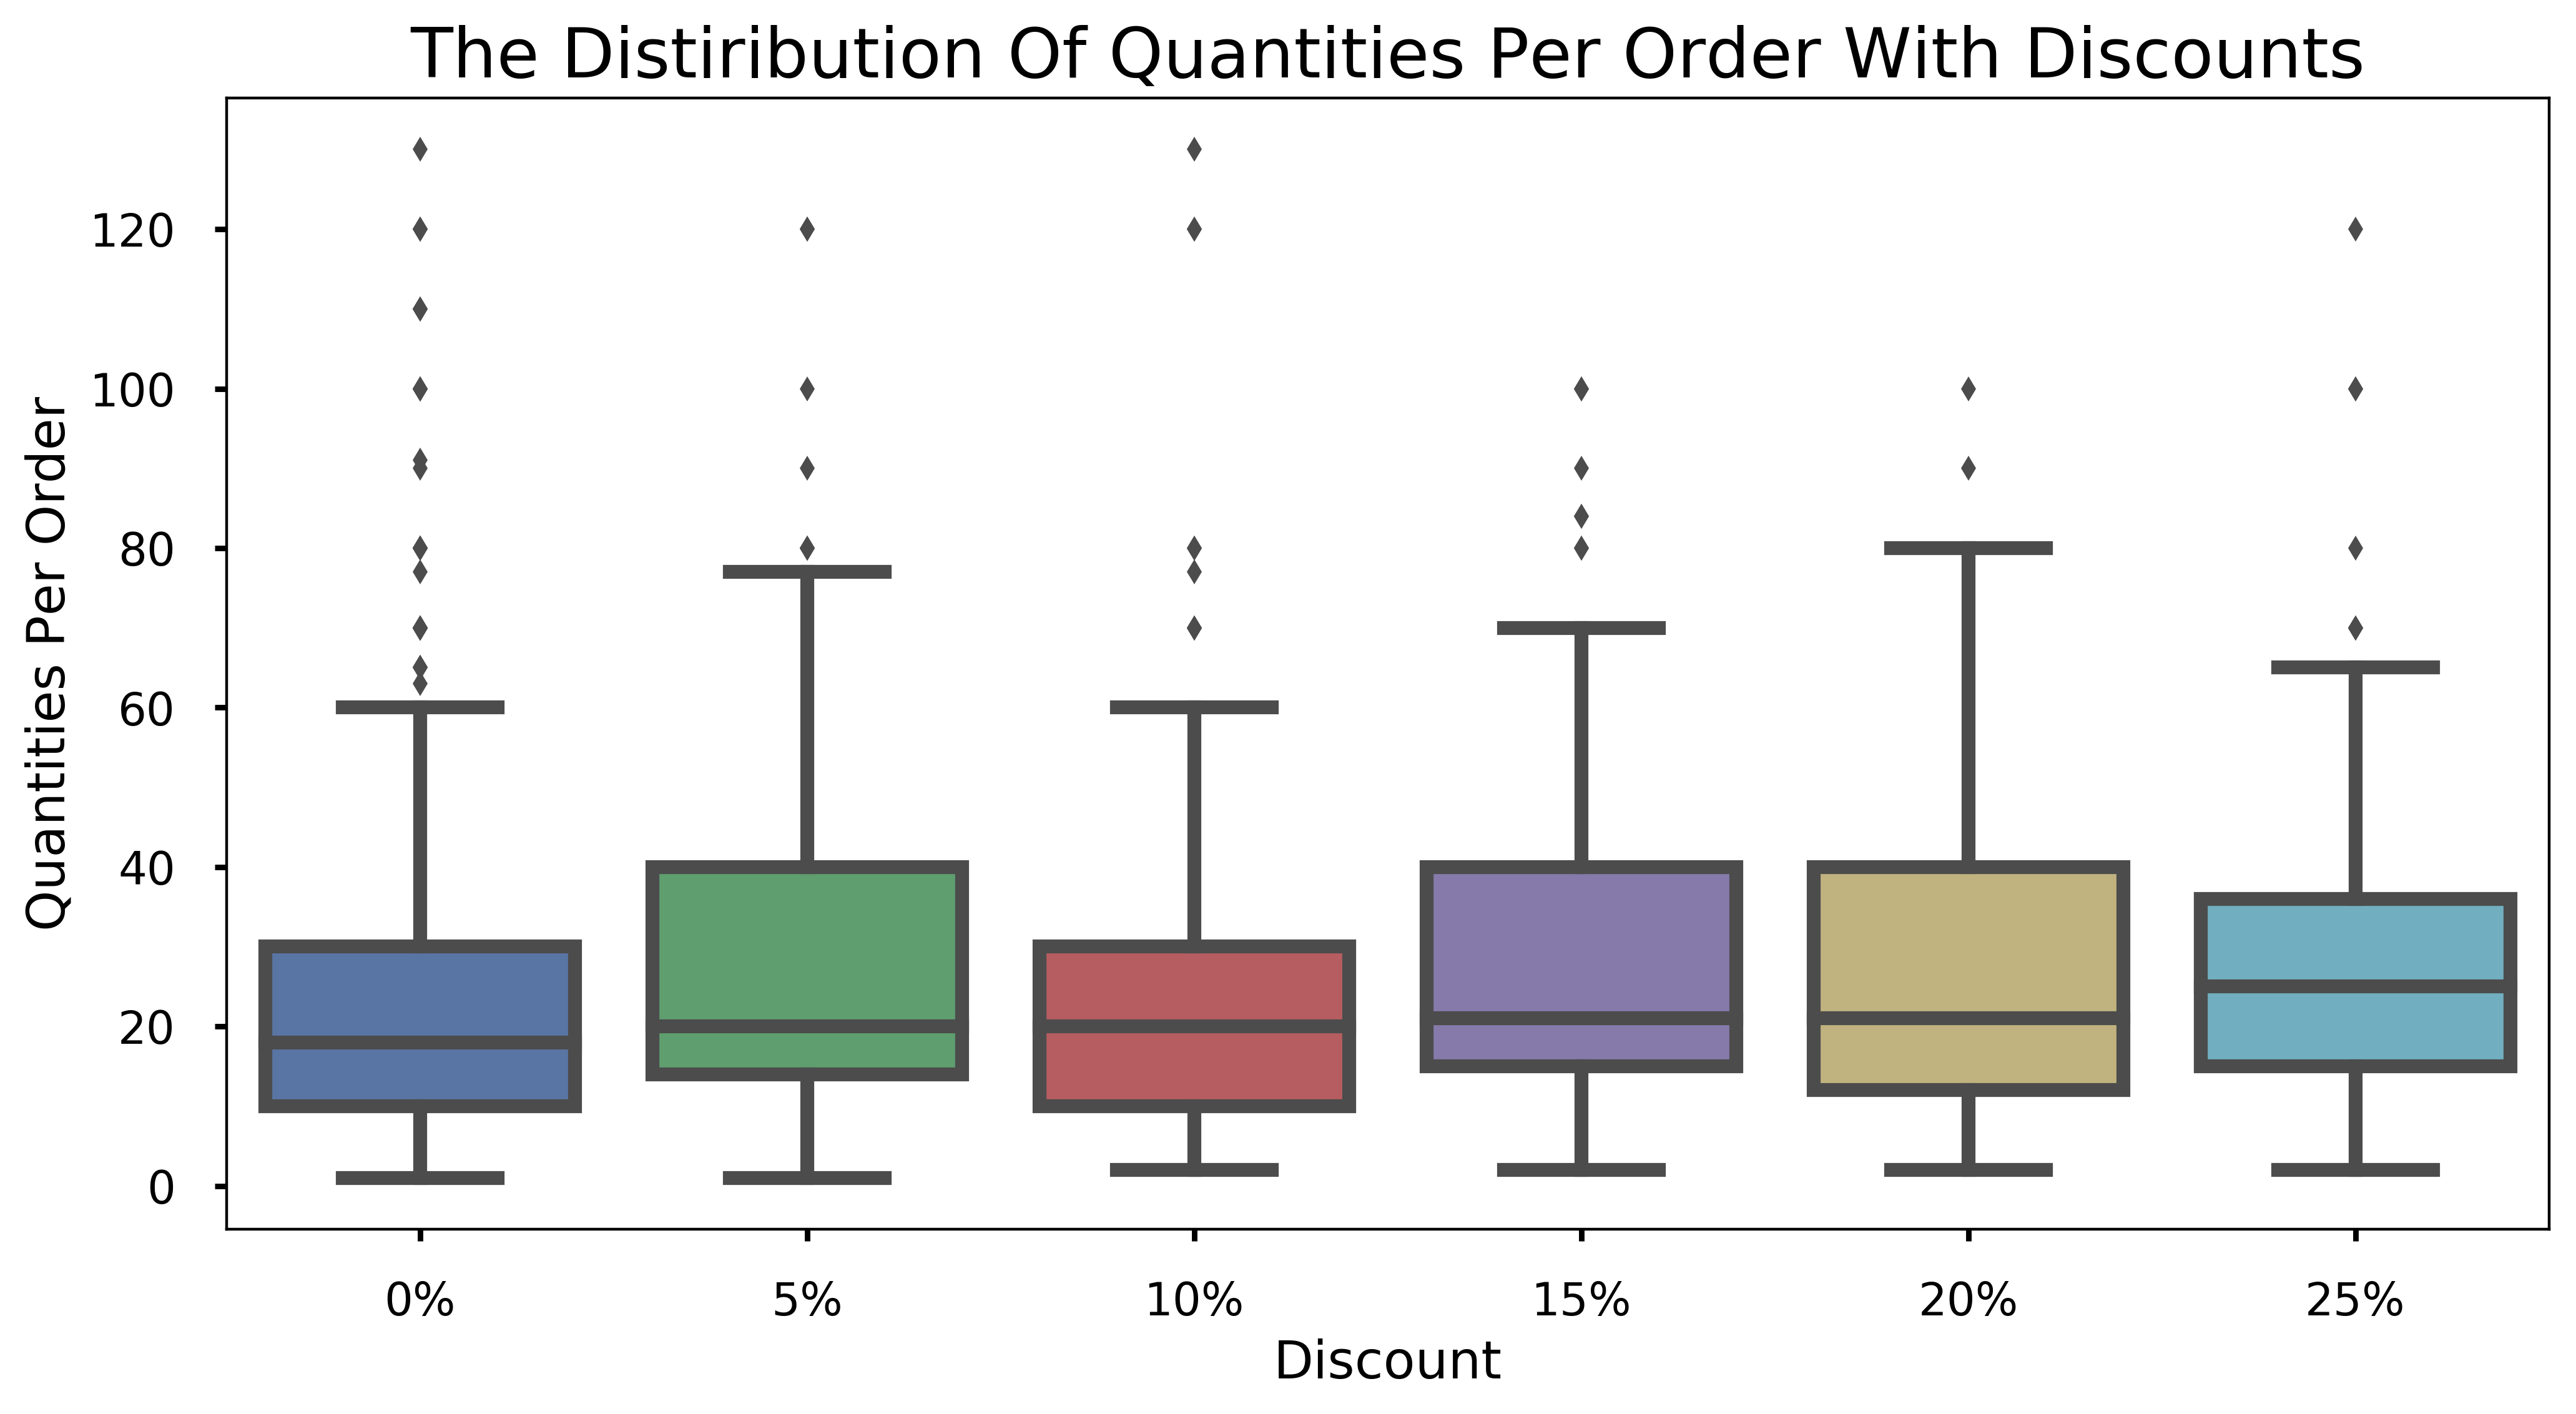 The Distiribution Of Quantities Per Order With Discounts
Quantities Per Order
120
100
80
60
40
20
0
0% 5% 10% 15% 20% 25%
Discount